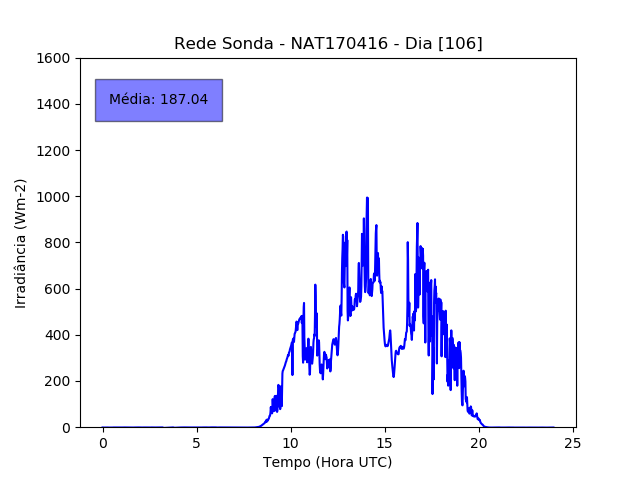 Rede Sonda - NAT170416 - Dia [106]
1600
1400
1200
1000
800
600
400
200
0
Média: 187.04
Irradiância (Wm-2)
0 5 10 15 20 25
Tempo (Hora UTC)